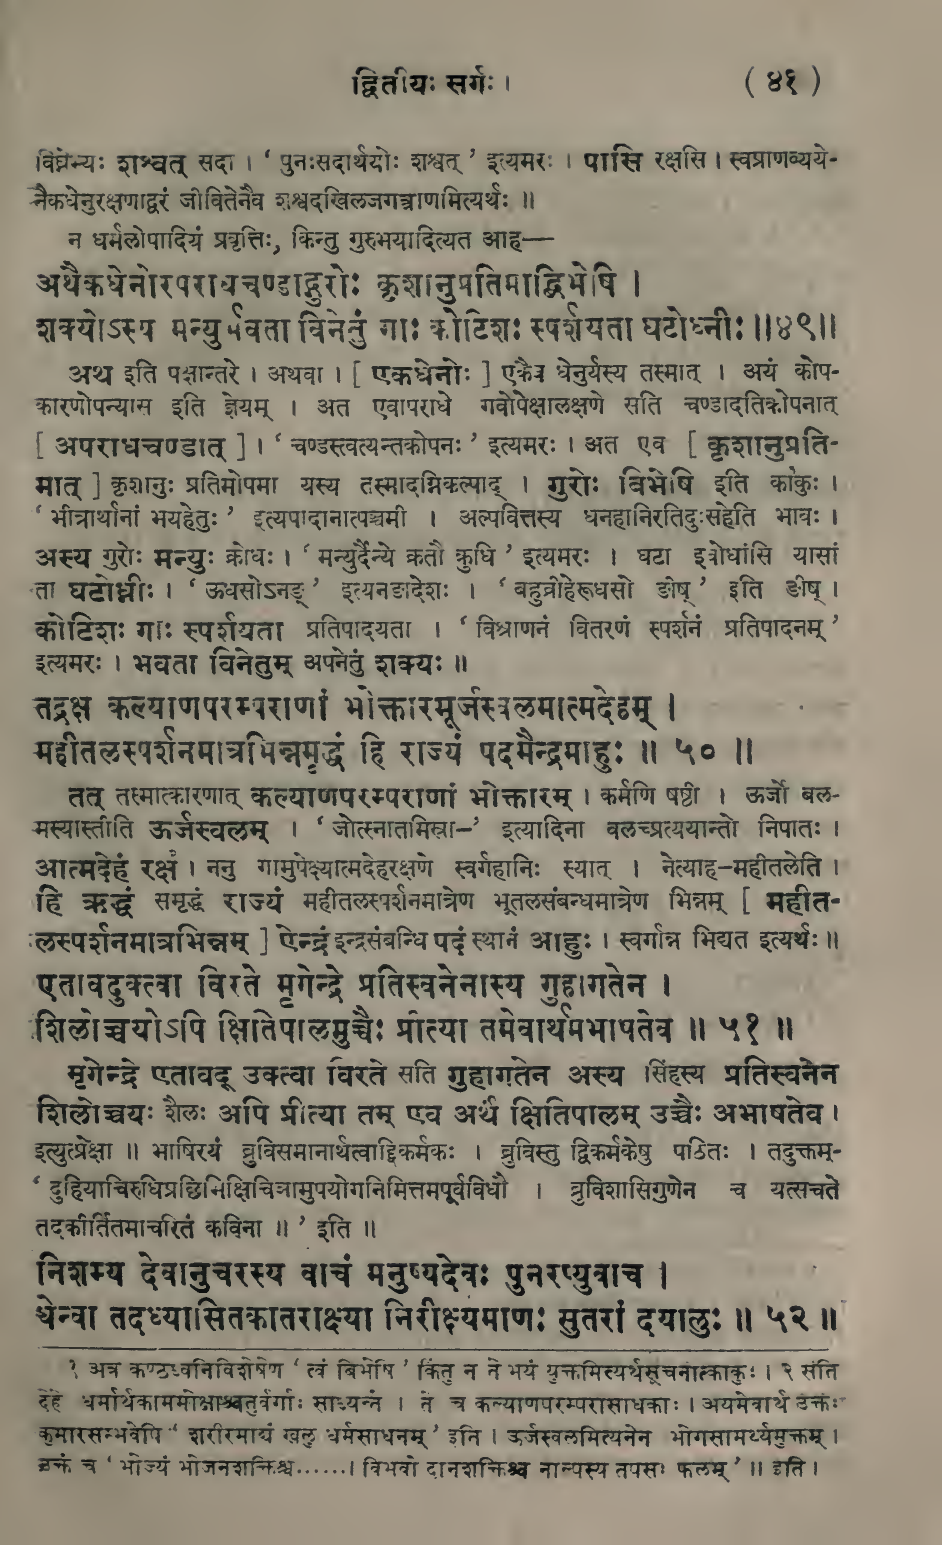 द्वितीयः सर्गः । ( ४१ )
विघ्नेभ्यः शश्वत् सदा । ‘ पुनःसदार्थयोः शश्वत् ’ इत्यमरः । पासि रक्षसि । स्वप्राणव्यये-
नैकधेनुरक्षणाद्वरं जीवितेनैव शश्वदखिलजगत्त्राणमित्यर्थः ॥
न धर्मलोपादियं प्रवृत्तिः, किन्तु गुरुभयादित्यत आह—
अथैकधेनोरपराधचण्डाद्गुरोः कृशानुप्रतिमाद्बिभेषि ।
शक्योऽस्य मन्युर्भवता विनेतुं गाः कोटिशः स्पर्शयता घटोध्नीः ॥४९॥
अथ इति पक्षान्तरे । अथवा । [ एकधेनोः ] एकैव धेनुर्यस्य तस्मात् । अयं कोप-
कारणोपन्यास इति ज्ञेयम् । अत एवापराधे गवोपेक्षालक्षणे सति चण्डादतिकोपनात्
[ अपराधचण्डात् ] । ‘ चण्डस्त्वत्यन्तकोपनः ’ इत्यमरः । अत एव [ कृशानुप्रति-
मात् ] कृशानुः प्रतिमोपमा यस्य तस्मादग्निकल्पाद् । गुरोः बिभेषि इति काकुः१ ।
‘ भीत्रार्थानां भयहेतुः ’ इत्यपादानात्पञ्चमी । अल्पवित्तस्य धनहानिरतिदुःसहेति भावः ।
अस्य गुरोः मन्युः क्रोधः । ‘ मन्युर्दैन्ये क्रतौ क्रुधि ’ इत्यमरः । घटा इवोधांसि यासां
ता घटोध्नीः । ‘ ऊधसोऽनङ् ’ इत्यनङादेशः । ‘ बहुव्रीहेरूधसो ङीष् ’ इति ङीष् ।
कोटिशः गाः स्पर्शयता प्रतिपादयता । ‘ विश्राणनं वितरणं स्पर्शनं प्रतिपादनम् ’
इत्यमरः । भवता विनेतुम् अपनेतुं शक्यः ॥
तद्रक्ष कल्याणपरम्पराणां भोक्तारमूर्जस्वलमात्मदेहम् ।
महीतलस्पर्शनमात्रभिन्नमृद्धं हि राज्यं पदमैन्द्रमाहुः ॥ ५० ॥
तत् तस्मात्कारणात् कल्याणपरम्पराणां भोक्तारम् । कर्मणि षष्ठी । ऊर्जो बल-
मस्यास्तीति ऊर्जस्वलम् । ‘ ज्योत्स्नातमिस्रा–’ इत्यादिना वलच्प्रत्ययान्तो निपातः ।
आत्मदेहं रक्ष२ । ननु गामुपेक्ष्यात्मदेहरक्षणे स्वर्गहानिः स्यात् । नेत्याह–महीतलेति ।
हि ऋद्धं समृद्धं राज्यं महीतलस्पर्शनमात्रेण भूतलसंबन्धमात्रेण भिन्नम् [ महीत-
लस्पर्शनमात्रभिन्नम् ] ऐन्द्रं इन्द्रसंबन्धि पदं स्थानं आहुः । स्वर्गान्न भिद्यत इत्यर्थः ॥
एतावदुक्त्वा विरते मृगेन्द्रे प्रतिस्वनेनास्य गुहागतेन ।
शिलोच्चयोऽपि क्षितिपालमुच्चैः प्रीत्या तमेवार्थमभाषतेव ॥ ५१ ॥
मृगेन्द्रे एतावद् उक्त्वा विरते सति गुहागतेन अस्य सिंहस्य प्रतिस्वनेन
शिलोच्चयः शैलः अपि प्रीत्या तम् एव अर्थं क्षितिपालम् उच्चैः अभाषतेव ।
इत्युत्प्रेक्षा ॥ भाषिरयं ब्रुविसमानार्थत्वाद्द्विकर्मकः । ब्रुविस्तु द्विकर्मकेषु पठितः । तदुक्तम्-
‘ दुहियाचिरुधिप्रछिभिक्षिचिञामुपयोगनिमित्तमपूर्वविधौ । ब्रुविशासिगुणेन च यत्सचते
तदकीर्तितमाचरितं कविना ॥ ’ इति ॥
निशम्य देवानुचरस्य वाचं मनुष्यदेवः पुनरप्युवाच ।
धेन्वा तदध्यासितकातराक्ष्या निरीक्ष्यमाणः सुतरां दयालुः ॥ ५२ ॥
१ अत्र कण्ठध्वनिविशेषेण ‘ त्वं बिभेषि ’ किंतु न ते भयं युक्तमित्यर्थसूचनात्काकुः । २ सति
देहे धर्मार्थकाममोक्षाश्चतुर्वर्गाः साध्यन्ते । ते च कल्याणपरम्परासाधकाः । अयमेवार्थ उक्तः
कुमारसम्भवेपि ‘ शरीरमाद्यं खलु धर्मसाधनम् ’ इति । ऊर्जस्वलमित्यनेन भोगसामर्थ्यमुक्तम् ।
उक्तं च ‘ भोज्यं भोजनशक्तिश्च......। विभवो दानशक्तिश्च नाल्पस्य तपसः फलम् ’ ॥ इति ।